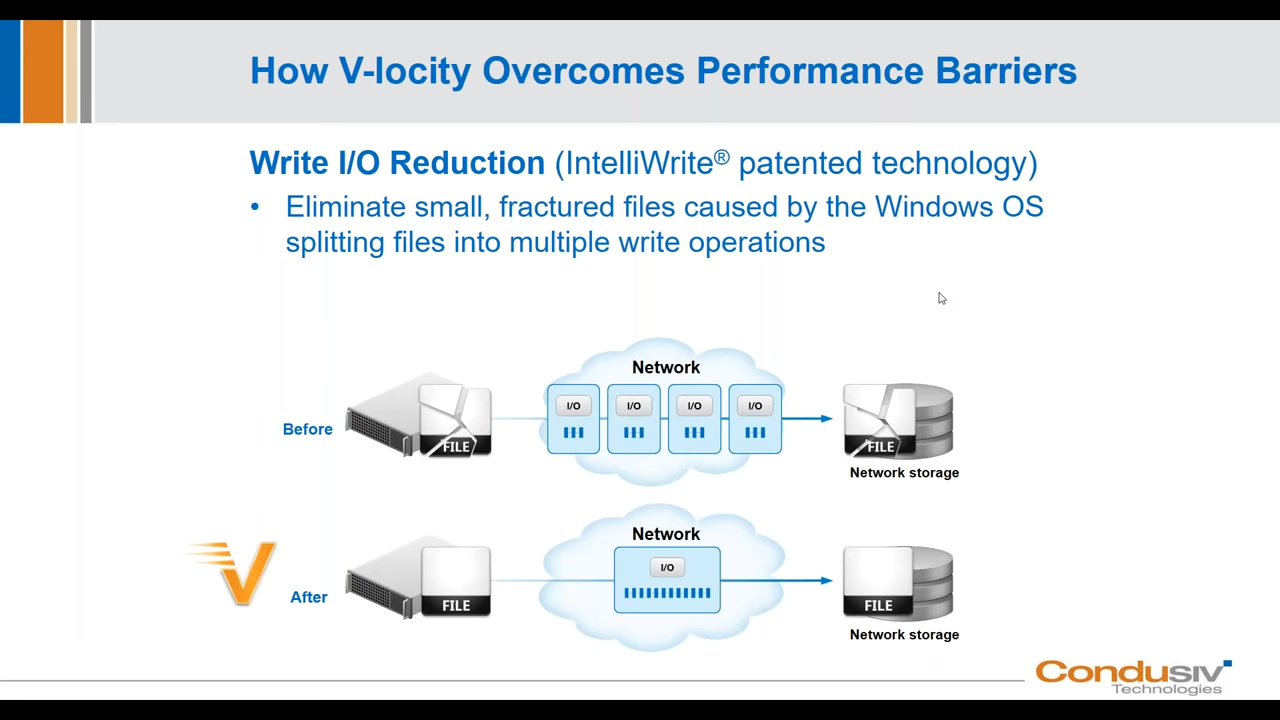 How V-locity Overcomes Performance Barriers
Write I/O Reduction (IntelliWrite® patented technology)
• Eliminate small, fractured files caused by the Windows OS
splitting files into multiple write operations
Network
I/O I/O I/O I/O
Before
FILE
FILE
Network storage
Network
I/O
V
After
FILE
FILE
Network storage
Condusiv
Technologies